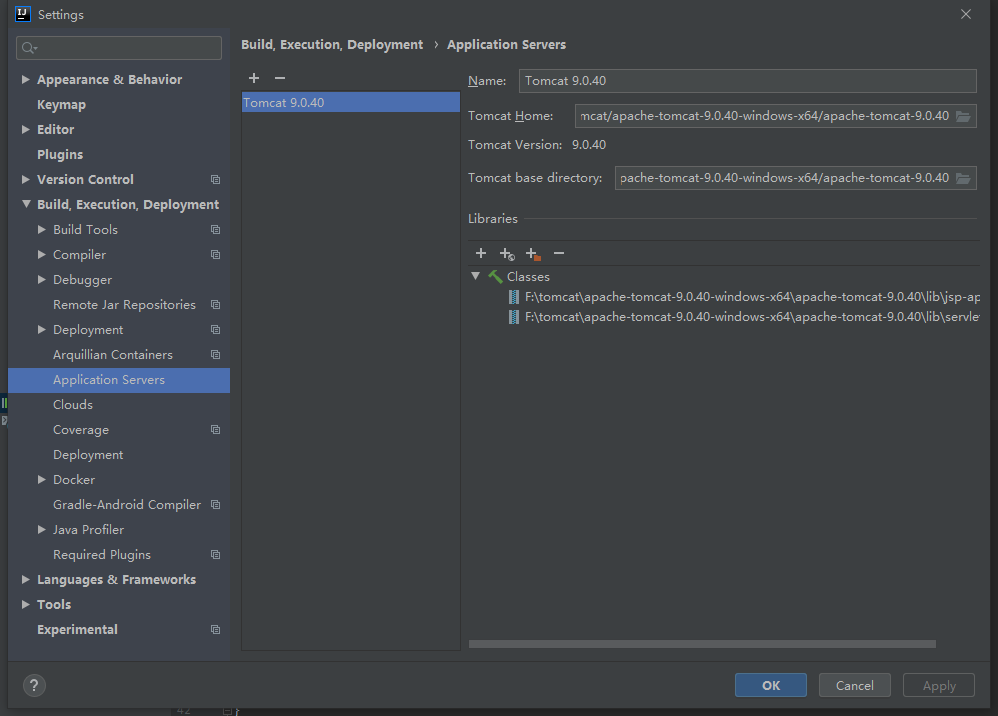 Settings
Appearance & Behavior
Keymap
Editor
Plugins
Version Control
Build, Execution, Deployment
Build Tools
Compiler
Debugger
Remote Jar Repositories
Deployment
Arquillian Containers
Application Servers
Clouds
Coverage
Deployment
Docker
Gradle-Android Compiler
Java Profiler
Required Plugins
Languages & Frameworks
Tools
Experimental
Build, Execution, Deployment › Application Servers
Tomcat 9.0.40
Name: Tomcat 9.0.40
Tomcat Home: mcat/apache-tomcat-9.0.40-windows-x64/apache-tomcat-9.0.40
Tomcat Version: 9.0.40
Tomcat base directory: pache-tomcat-9.0.40-windows-x64/apache-tomcat-9.0.40
Libraries
Classes
F:\tomcat\apache-tomcat-9.0.40-windows-x64\apache-tomcat-9.0.40\lib\jsp-ap
F:\tomcat\apache-tomcat-9.0.40-windows-x64\apache-tomcat-9.0.40\lib\servle
?
OK
Cancel
Apply
42
}